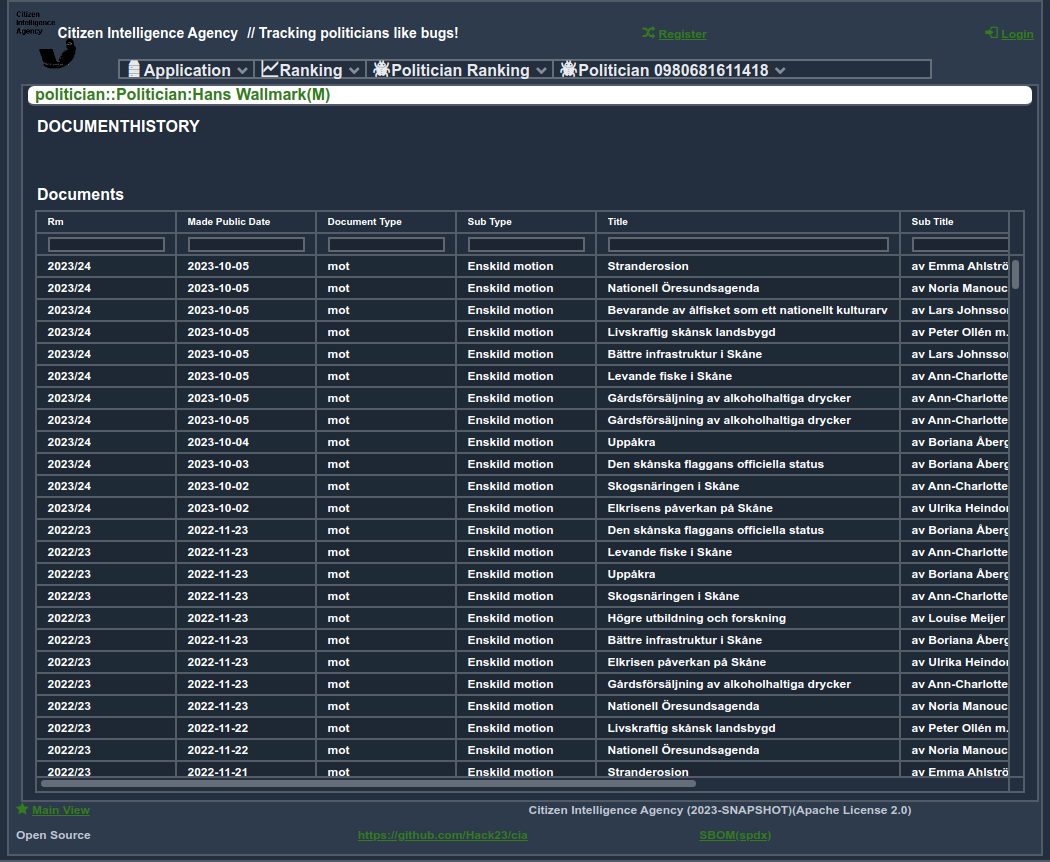 Citizen
Intelligence
Agency
Citizen Intelligence Agency // Tracking politicians like bugs! Register Login
Application Ranking Politician Ranking Politician 0980681611418
politician::Politician:Hans Wallmark(M)
DOCUMENTHISTORY
Documents
Rm Made Public Date Document Type Sub Type Title Sub Title
2023/24 2023-10-05 mot Enskild motion Stranderosion av Emma Ahlströ
2023/24 2023-10-05 mot Enskild motion Nationell Öresundsagenda av Noria Manouc
2023/24 2023-10-05 mot Enskild motion Bevarande av ålfisket som ett nationellt kulturarv av Lars Johnsso
2023/24 2023-10-05 mot Enskild motion Livskraftig skånsk landsbygd av Peter Ollén m.
2023/24 2023-10-05 mot Enskild motion Bättre infrastruktur i Skåne av Lars Johnsso
2023/24 2023-10-05 mot Enskild motion Levande fiske i Skåne av Ann-Charlotte
2023/24 2023-10-05 mot Enskild motion Gårdsförsäljning av alkoholhaltiga drycker av Ann-Charlotte
2023/24 2023-10-05 mot Enskild motion Gårdsförsäljning av alkoholhaltiga drycker av Ann-Charlotte
2023/24 2023-10-04 mot Enskild motion Uppåkra av Boriana Åberg
2023/24 2023-10-03 mot Enskild motion Den skånska flaggans officiella status av Boriana Åberg
2023/24 2023-10-02 mot Enskild motion Skogsnäringen i Skåne av Ann-Charlotte
2023/24 2023-10-02 mot Enskild motion Elkrisens påverkan på Skåne av Ulrika Heindor
2022/23 2022-11-23 mot Enskild motion Den skånska flaggans officiella status av Boriana Åberg
2022/23 2022-11-23 mot Enskild motion Levande fiske i Skåne av Ann-Charlotte
2022/23 2022-11-23 mot Enskild motion Uppåkra av Boriana Åberg
2022/23 2022-11-23 mot Enskild motion Skogsnäringen i Skåne av Ann-Charlotte
2022/23 2022-11-23 mot Enskild motion Högre utbildning och forskning av Louise Meijer
2022/23 2022-11-23 mot Enskild motion Bättre infrastruktur i Skåne av Boriana Åberg
2022/23 2022-11-23 mot Enskild motion Elkrisen påverkan på Skåne av Ulrika Heindor
2022/23 2022-11-23 mot Enskild motion Gårdsförsäljning av alkoholhaltiga drycker av Ann-Charlotte
2022/23 2022-11-23 mot Enskild motion Nationell Öresundsagenda av Noria Manouc
2022/23 2022-11-22 mot Enskild motion Livskraftig skånsk landsbygd av Peter Ollén m.
2022/23 2022-11-22 mot Enskild motion Nationell Öresundsagenda av Noria Manouc
2022/23 2022-11-21 mot Enskild motion Stranderosion av Emma Ahlströ
Main View Citizen Intelligence Agency (2023-SNAPSHOT)(Apache License 2.0)
Open Source https://github.com/Hack23/cia SBOM(spdx)